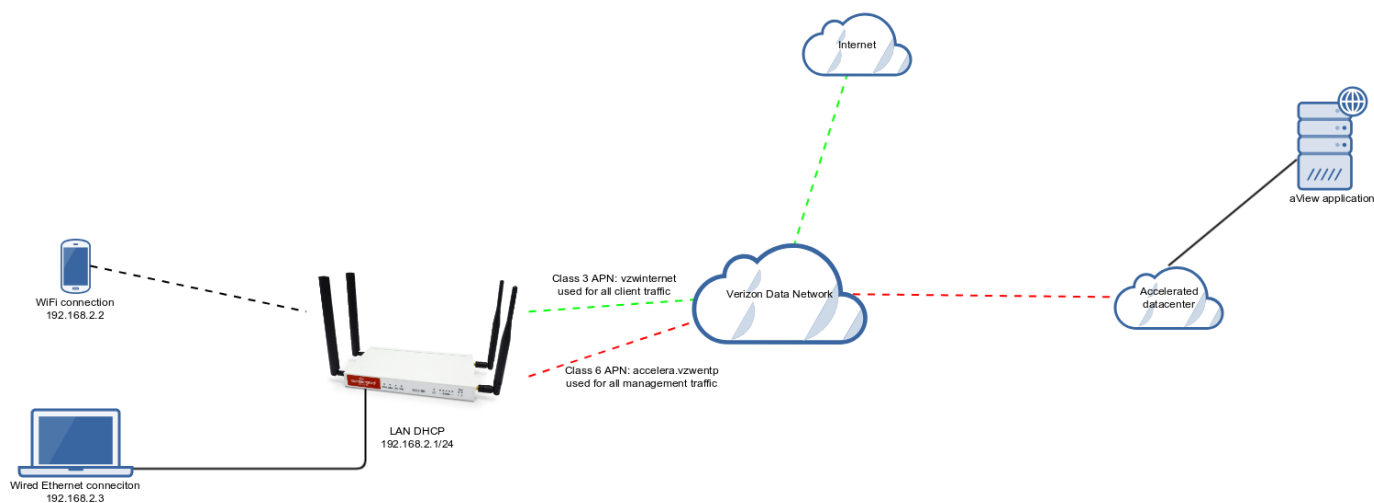 Internet
aView application
Class 3 APN: vzwinternet
used for all client traffic
Verizon Data Network
Accelerated
datacenter
WiFi connection
192.168.2.2
Class 6 APN: accelera.vzwentp
used for all management traffic
LAN DHCP
192.168.2.1/24
Wired Ethernet conneciton
192.168.2.3